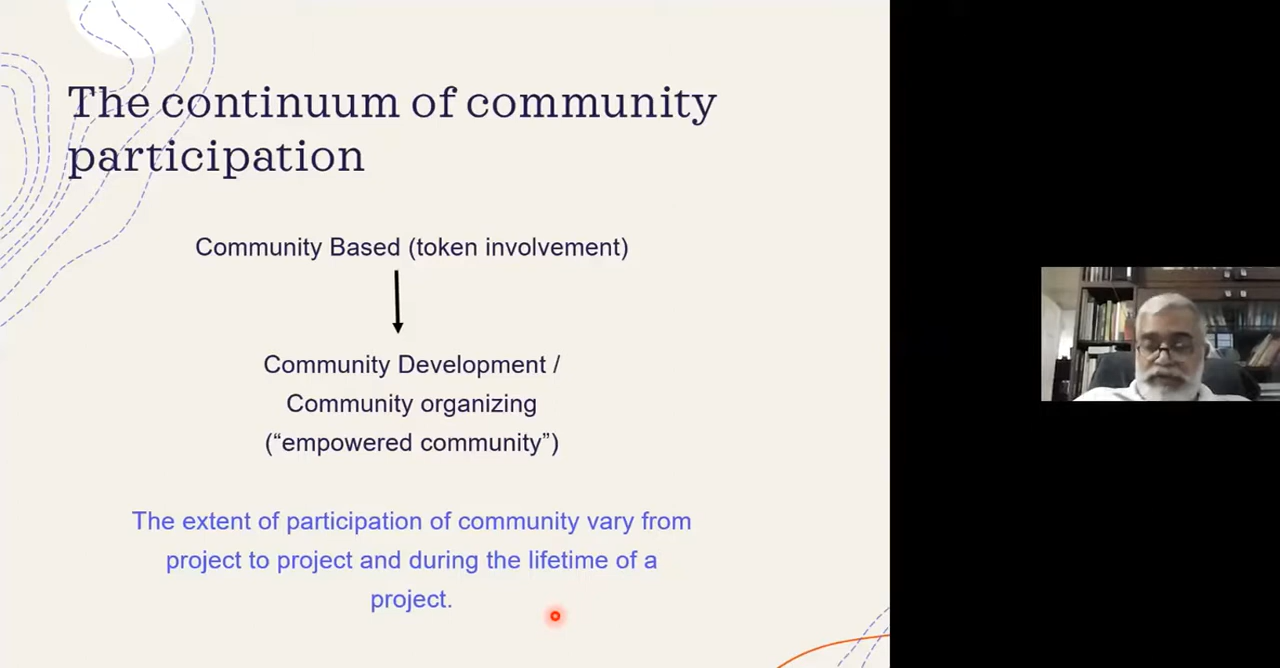 The continuum of community
participation
Community Based (token involvement)
Community Development /
Community organizing
(“empowered community”)
The extent of participation of community vary from
project to project and during the lifetime of a
project.